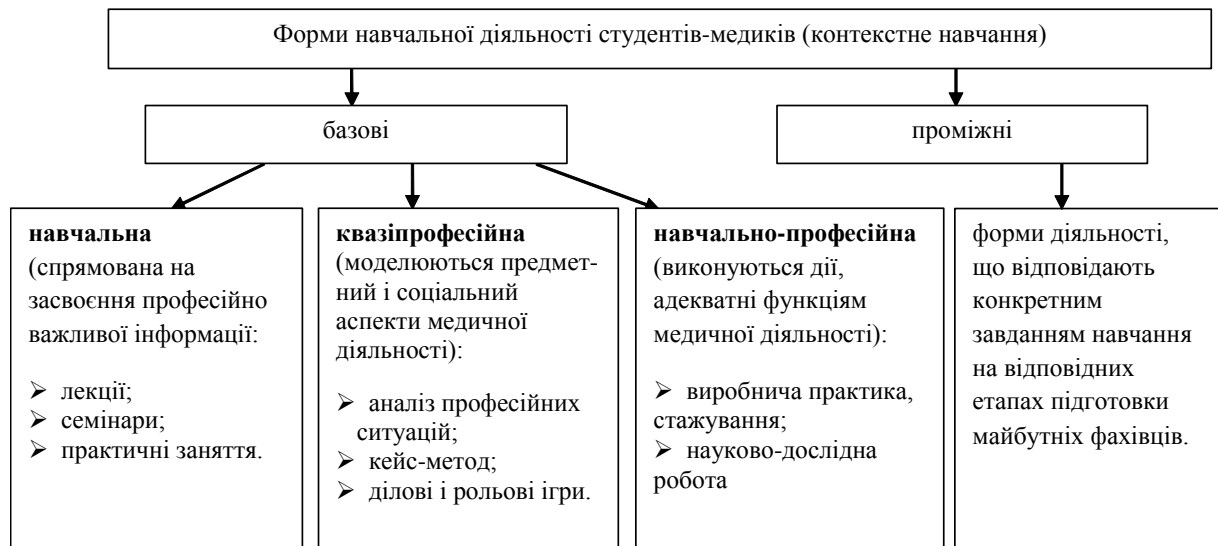 Форми навчальної діяльності студентів-медиків (контекстне навчання)
базові
проміжні
навчальна
(спрямована на
засвоєння професійно
важливої інформації:
➢ лекції;
➢ семінари;
➢ практичні заняття.
квазіпрофесійна
(моделюються предмет-
ний і соціальний
аспекти медичної
діяльності):
➢ аналіз професійних
ситуацій;
➢ кейс-метод;
➢ ділові і рольові ігри.
навчально-професійна
(виконуються дії,
адекватні функціям
медичної діяльності):
➢ виробнича практика,
стажування;
➢ науково-дослідна
робота
форми діяльності,
що відповідають
конкретним
завданням навчання
на відповідних
етапах підготовки
майбутніх фахівців.